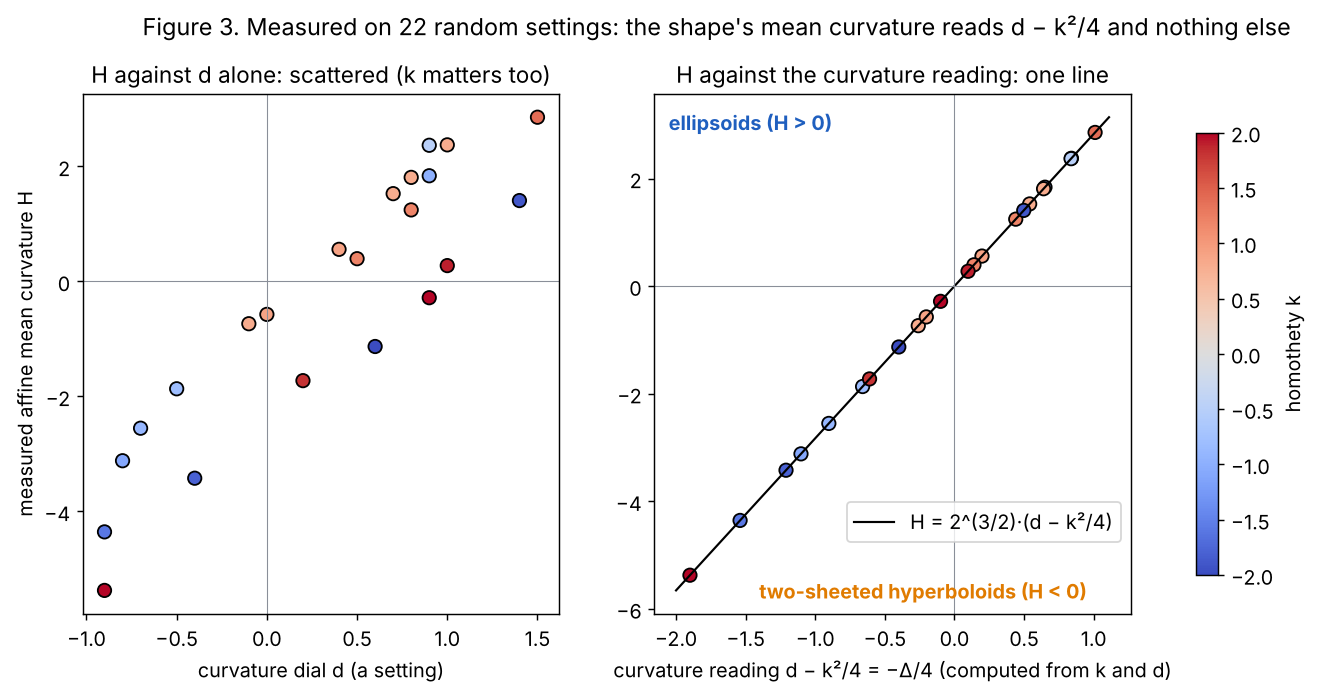 Figure 3. Measured on 22 random settings: the shape's mean curvature reads d − k²/4 and nothing else
H against d alone: scattered (k matters too)
measured affine mean curvature H
2
0
−2
−4
−1.0 −0.5 0.0 0.5 1.0 1.5
curvature dial d (a setting)
H against the curvature reading: one line
ellipsoids (H > 0)
2
0
−2
−4
−6
H = 2^(3/2)·(d − k²/4)
two-sheeted hyperboloids (H < 0)
−2.0 −1.5 −1.0 −0.5 0.0 0.5 1.0
curvature reading d − k²/4 = −Δ/4 (computed from k and d)
2.0
1.5
1.0
0.5
0.0
−0.5
−1.0
−1.5
−2.0
homothety k